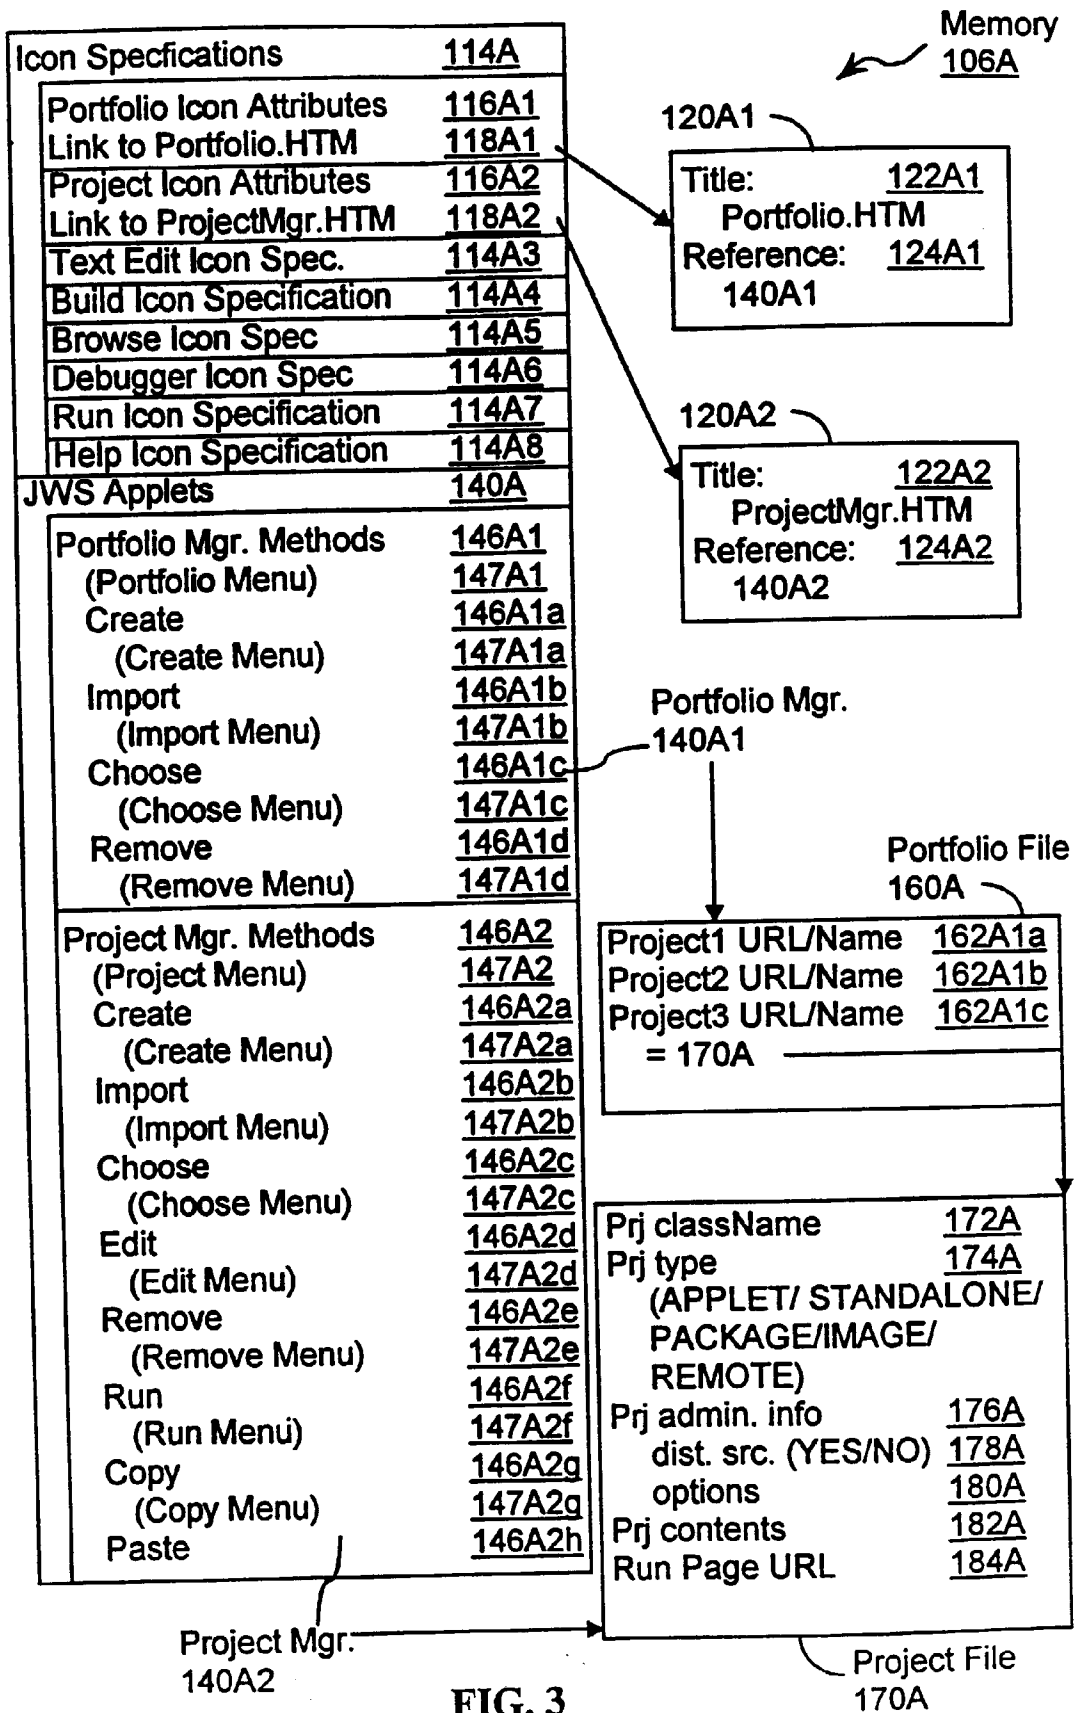 Memory
106A
Icon Specfications 114A
Portfolio Icon Attributes 116A1
Link to Portfolio.HTM 118A1
Project Icon Attributes 116A2
Link to ProjectMgr.HTM 118A2
Text Edit Icon Spec. 114A3
Build Icon Specification 114A4
Browse Icon Spec 114A5
Debugger Icon Spec 114A6
Run Icon Specification 114A7
Help Icon Specification 114A8
JWS Applets 140A
Portfolio Mgr. Methods 146A1
(Portfolio Menu) 147A1
Create 146A1a
(Create Menu) 147A1a
Import 146A1b
(Import Menu) 147A1b
Choose 146A1c
(Choose Menu) 147A1c
Remove 146A1d
(Remove Menu) 147A1d
Project Mgr. Methods 146A2
(Project Menu) 147A2
Create 146A2a
(Create Menu) 147A2a
Import 146A2b
(Import Menu) 147A2b
Choose 146A2c
(Choose Menu) 147A2c
Edit 146A2d
(Edit Menu) 147A2d
Remove 146A2e
(Remove Menu) 147A2e
Run 146A2f
(Run Menu) 147A2f
Copy 146A2g
(Copy Menu) 147A2g
Paste 146A2h
Project Mgr.
140A2
120A1
Title: 122A1
Portfolio.HTM
Reference: 124A1
140A1
120A2
Title: 122A2
ProjectMgr.HTM
Reference: 124A2
140A2
Portfolio Mgr.
140A1
Portfolio File
160A
Project1 URL/Name 162A1a
Project2 URL/Name 162A1b
Project3 URL/Name 162A1c
= 170A
Prj className 172A
Prj type 174A
(APPLET/ STANDALONE/
PACKAGE/IMAGE/
REMOTE)
Prj admin. info 176A
dist. src. (YES/NO) 178A
options 180A
Prj contents 182A
Run Page URL 184A
Project File
170A
FIG. 3